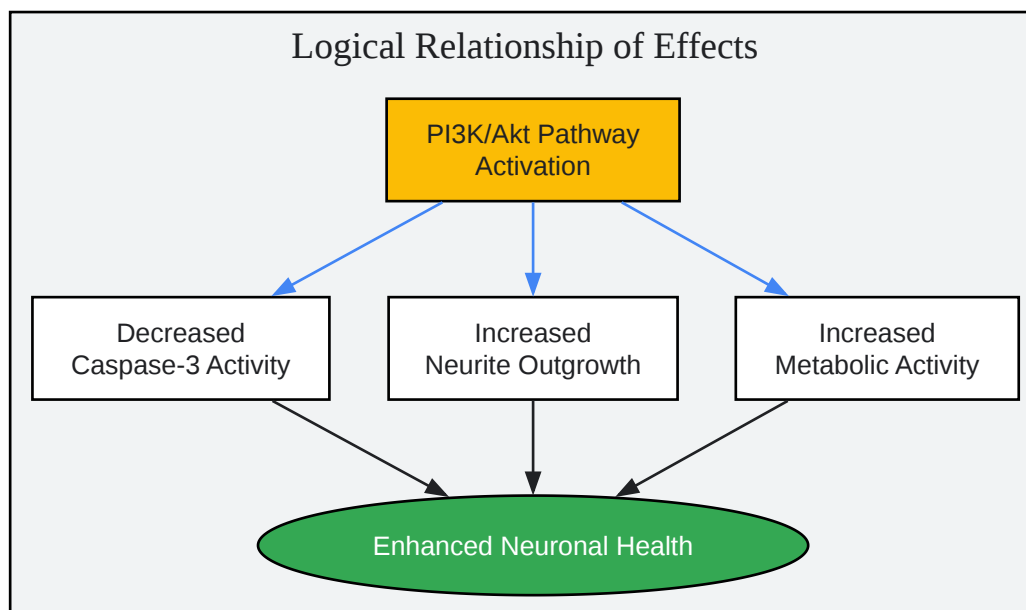 Logical Relationship of Effects
PI3K/Akt Pathway
Activation
Decreased
Caspase-3 Activity
Increased
Neurite Outgrowth
Increased
Metabolic Activity
Enhanced Neuronal Health